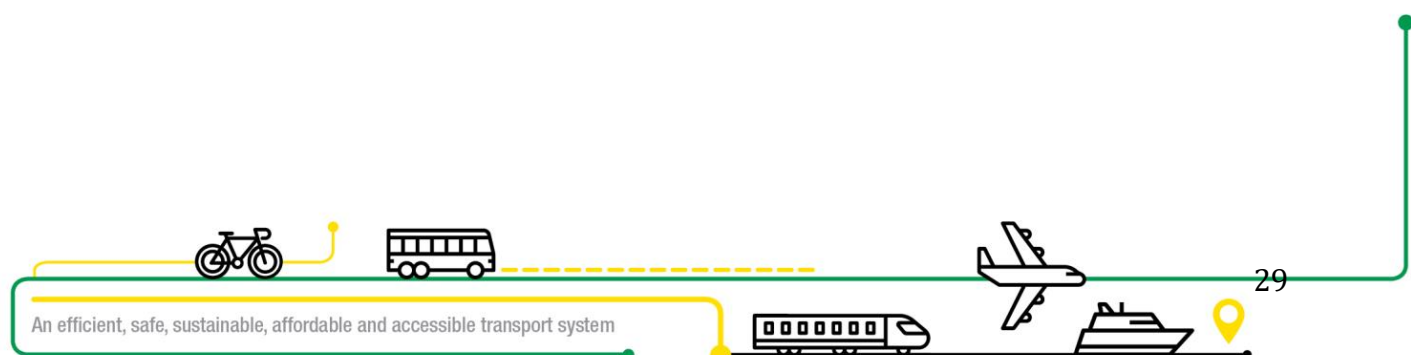 29
An efficient, safe, sustainable, affordable and accessible transport system